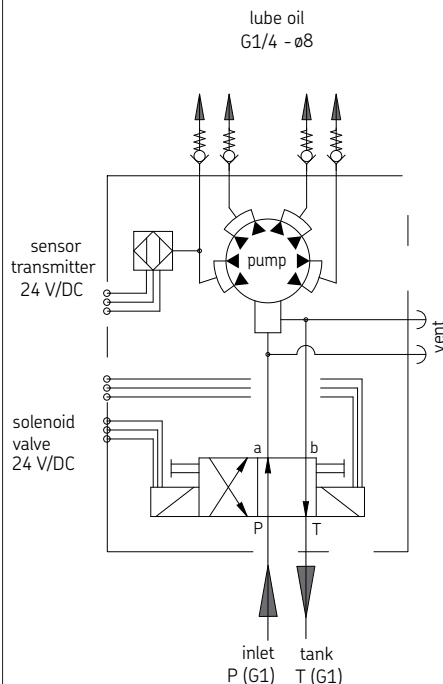 lube oil
G1/4 - ø8
sensor
transmitter
24 V/DC
pump
vent
solenoid
valve
24 V/DC
a
b
P
T
inlet
P (G1)
tank
T (G1)